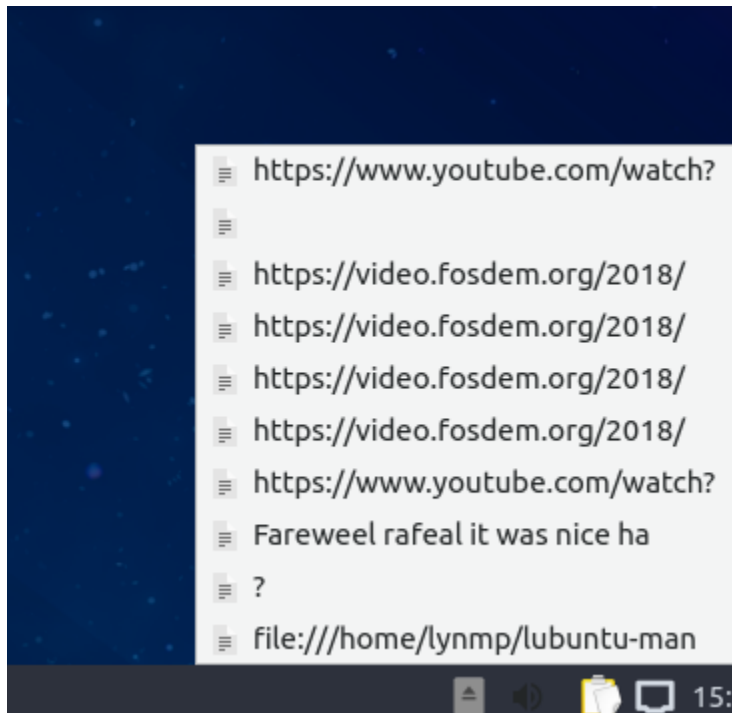 https://www.youtube.com/watch?
https://video.fosdem.org/2018/
https://video.fosdem.org/2018/
https://video.fosdem.org/2018/
https://video.fosdem.org/2018/
https://www.youtube.com/watch?
Fareweel rafeal it was nice ha
?
file:///home/lynmp/lubuntu-man
15: